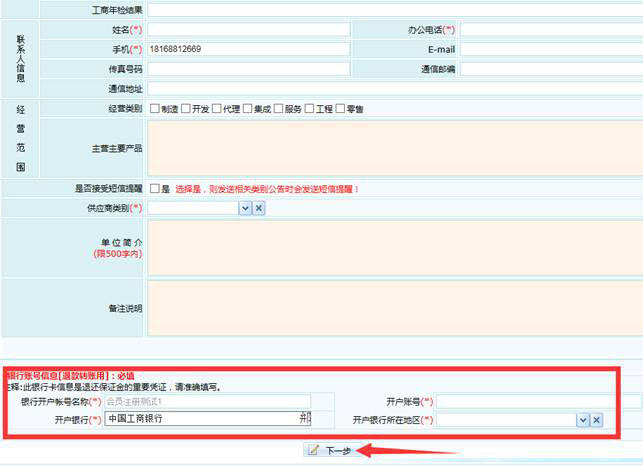 工商年检结果
联系人信息
姓名(*) 办公电话(*)
手机(*) 18168812669 E-mail
传真号码 通信邮编
通信地址
经营范围
经营类别 制造 开发 代理 集成 服务 工程 零售
主营主要产品
是否接受短信提醒 是 选择是，则发送相关类别公告时会发送短信提醒！
供应商类别(*)
单位简介
(限500字内)
备注说明
银行账号信息[退款转账用]：必填
注释:此银行卡信息是退还保证金的重要凭证，请准确填写。
银行开户帐号名称(*) 会员注册测试1 开户账号(*)
开户银行(*) 中国工商银行 开户银行所在地区(*)
下一步